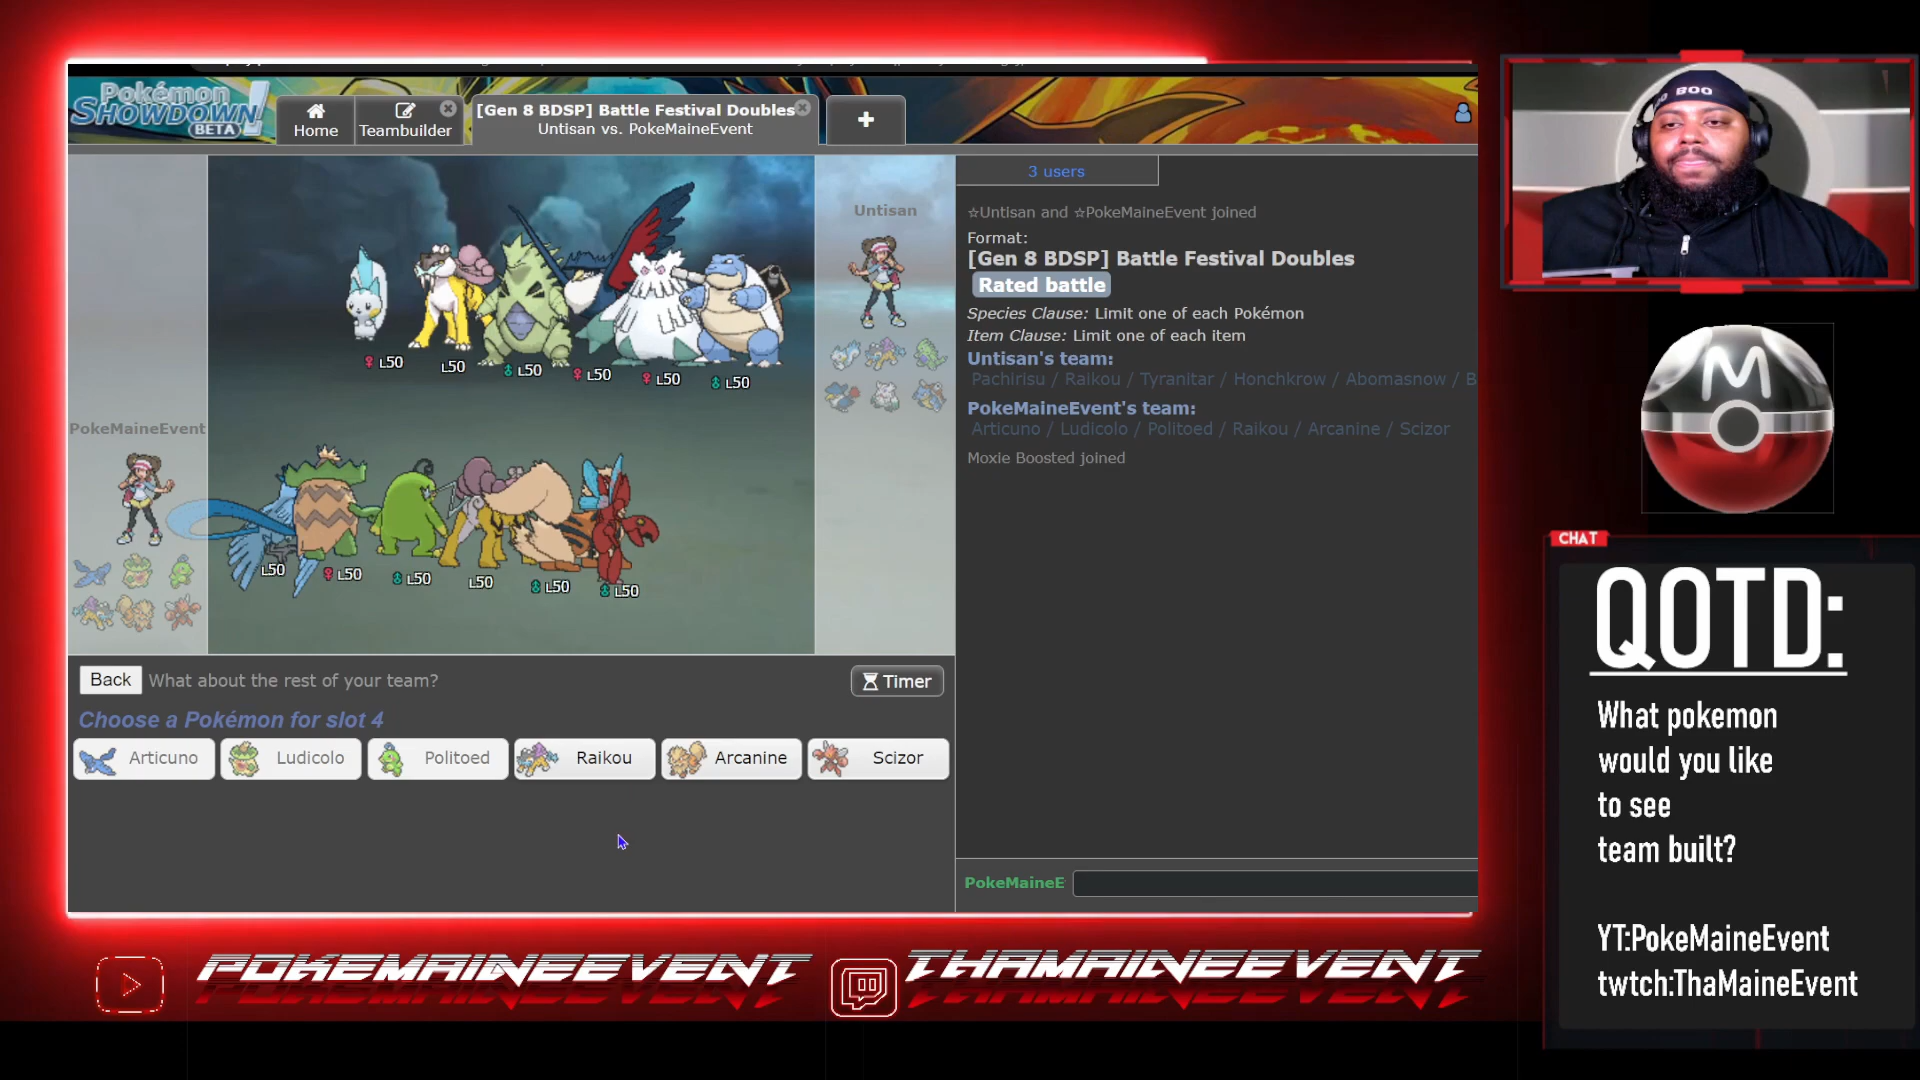 Pokémon
SHOWDOWN!
BETA
Home
Teambuilder
[Gen 8 BDSP] Battle Festival Doubles
Untisan vs. PokeMaineEvent
+
BOO
Untisan
L50
L50
L50
L50
L50
L50
PokeMaineEvent
L50
L50
L50
L50
L50
L50
3 users
☆Untisan and ☆PokeMaineEvent joined
Format:
[Gen 8 BDSP] Battle Festival Doubles
Rated battle
Species Clause: Limit one of each Pokémon
Item Clause: Limit one of each item
Untisan's team:
Pachirisu / Raikou / Tyranitar / Honchkrow / Abomasnow / B
PokeMaineEvent's team:
Articuno / Ludicolo / Politoed / Raikou / Arcanine / Scizor
Moxie Boosted joined
Back What about the rest of your team?
Timer
Choose a Pokémon for slot 4
Articuno Ludicolo Politoed Raikou Arcanine Scizor
PokeMaineE
M
CHAT
QOTD:
What pokemon
would you like
to see
team built?
YT:PokeMaineEvent
twtch:ThaMaineEvent
POKEMAINEEVENT
THAMAINEEVENT